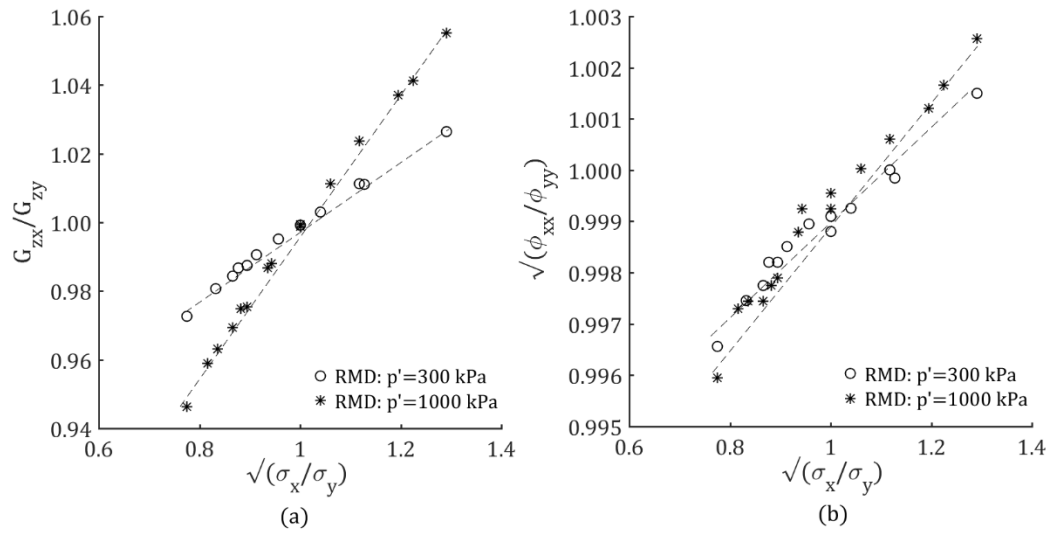 1.06
1.04
1.02
1.00
0.98
0.96
0.94
G_zx/G_zy
0.6
0.8
1
1.2
1.4
√(σ_x/σ_y)
○ RMD: p'=300 kPa
* RMD: p'=1000 kPa
(a)
1.003
1.002
1.001
1.000
0.999
0.998
0.997
0.996
0.995
√(ϕ_xx/ϕ_yy)
0.6
0.8
1
1.2
1.4
√(σ_x/σ_y)
○ RMD: p'=300 kPa
* RMD: p'=1000 kPa
(b)